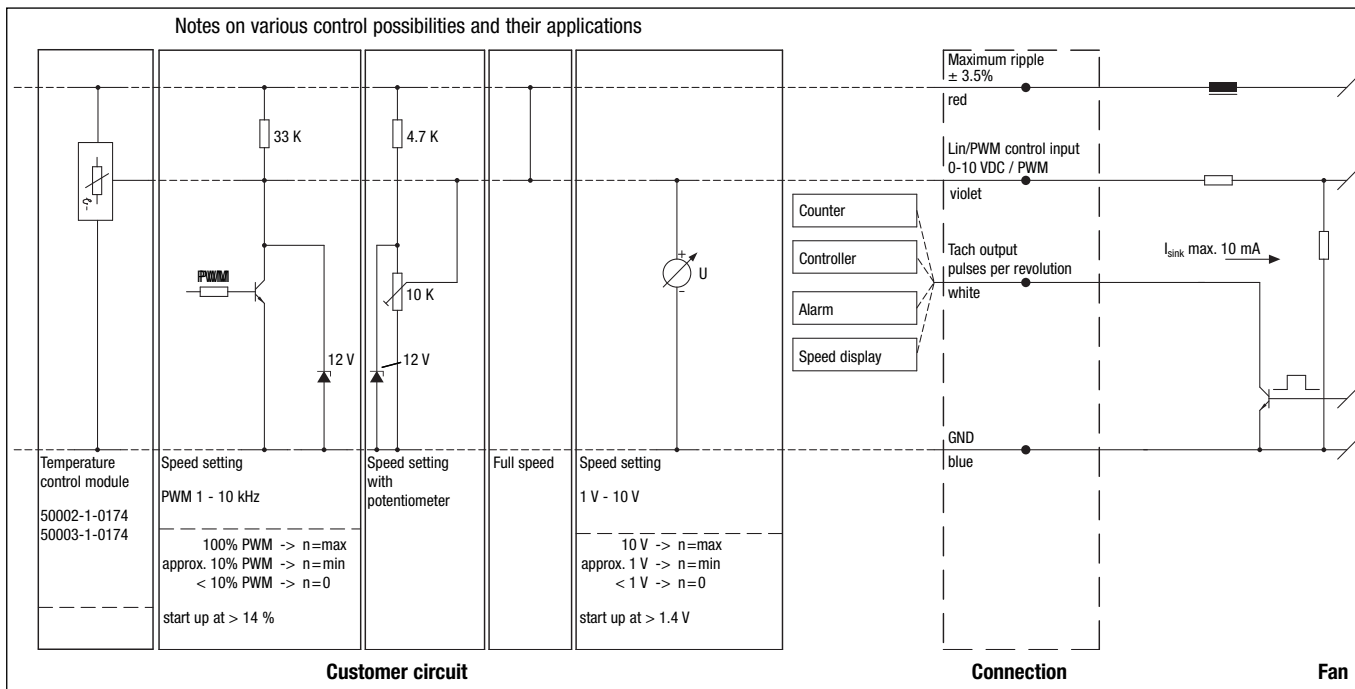 Notes on various control possibilities and their applications
33 K
PWM
12 V
4.7 K
10 K
12 V
+
U
-
Counter
Controller
Alarm
Speed display
Maximum ripple
± 3.5%
red
Lin/PWM control input
0-10 VDC / PWM
violet
Tach output
pulses per revolution
white
GND
blue
Isink max. 10 mA
Temperature
control module
50002-1-0174
50003-1-0174
Speed setting
PWM 1 - 10 kHz
100% PWM -> n=max
approx. 10% PWM -> n=min
< 10% PWM -> n=0
start up at > 14 %
Speed setting
with
potentiometer
Full speed
Speed setting
1 V - 10 V
10 V -> n=max
approx. 1 V -> n=min
< 1 V -> n=0
start up at > 1.4 V
Customer circuit
Connection
Fan